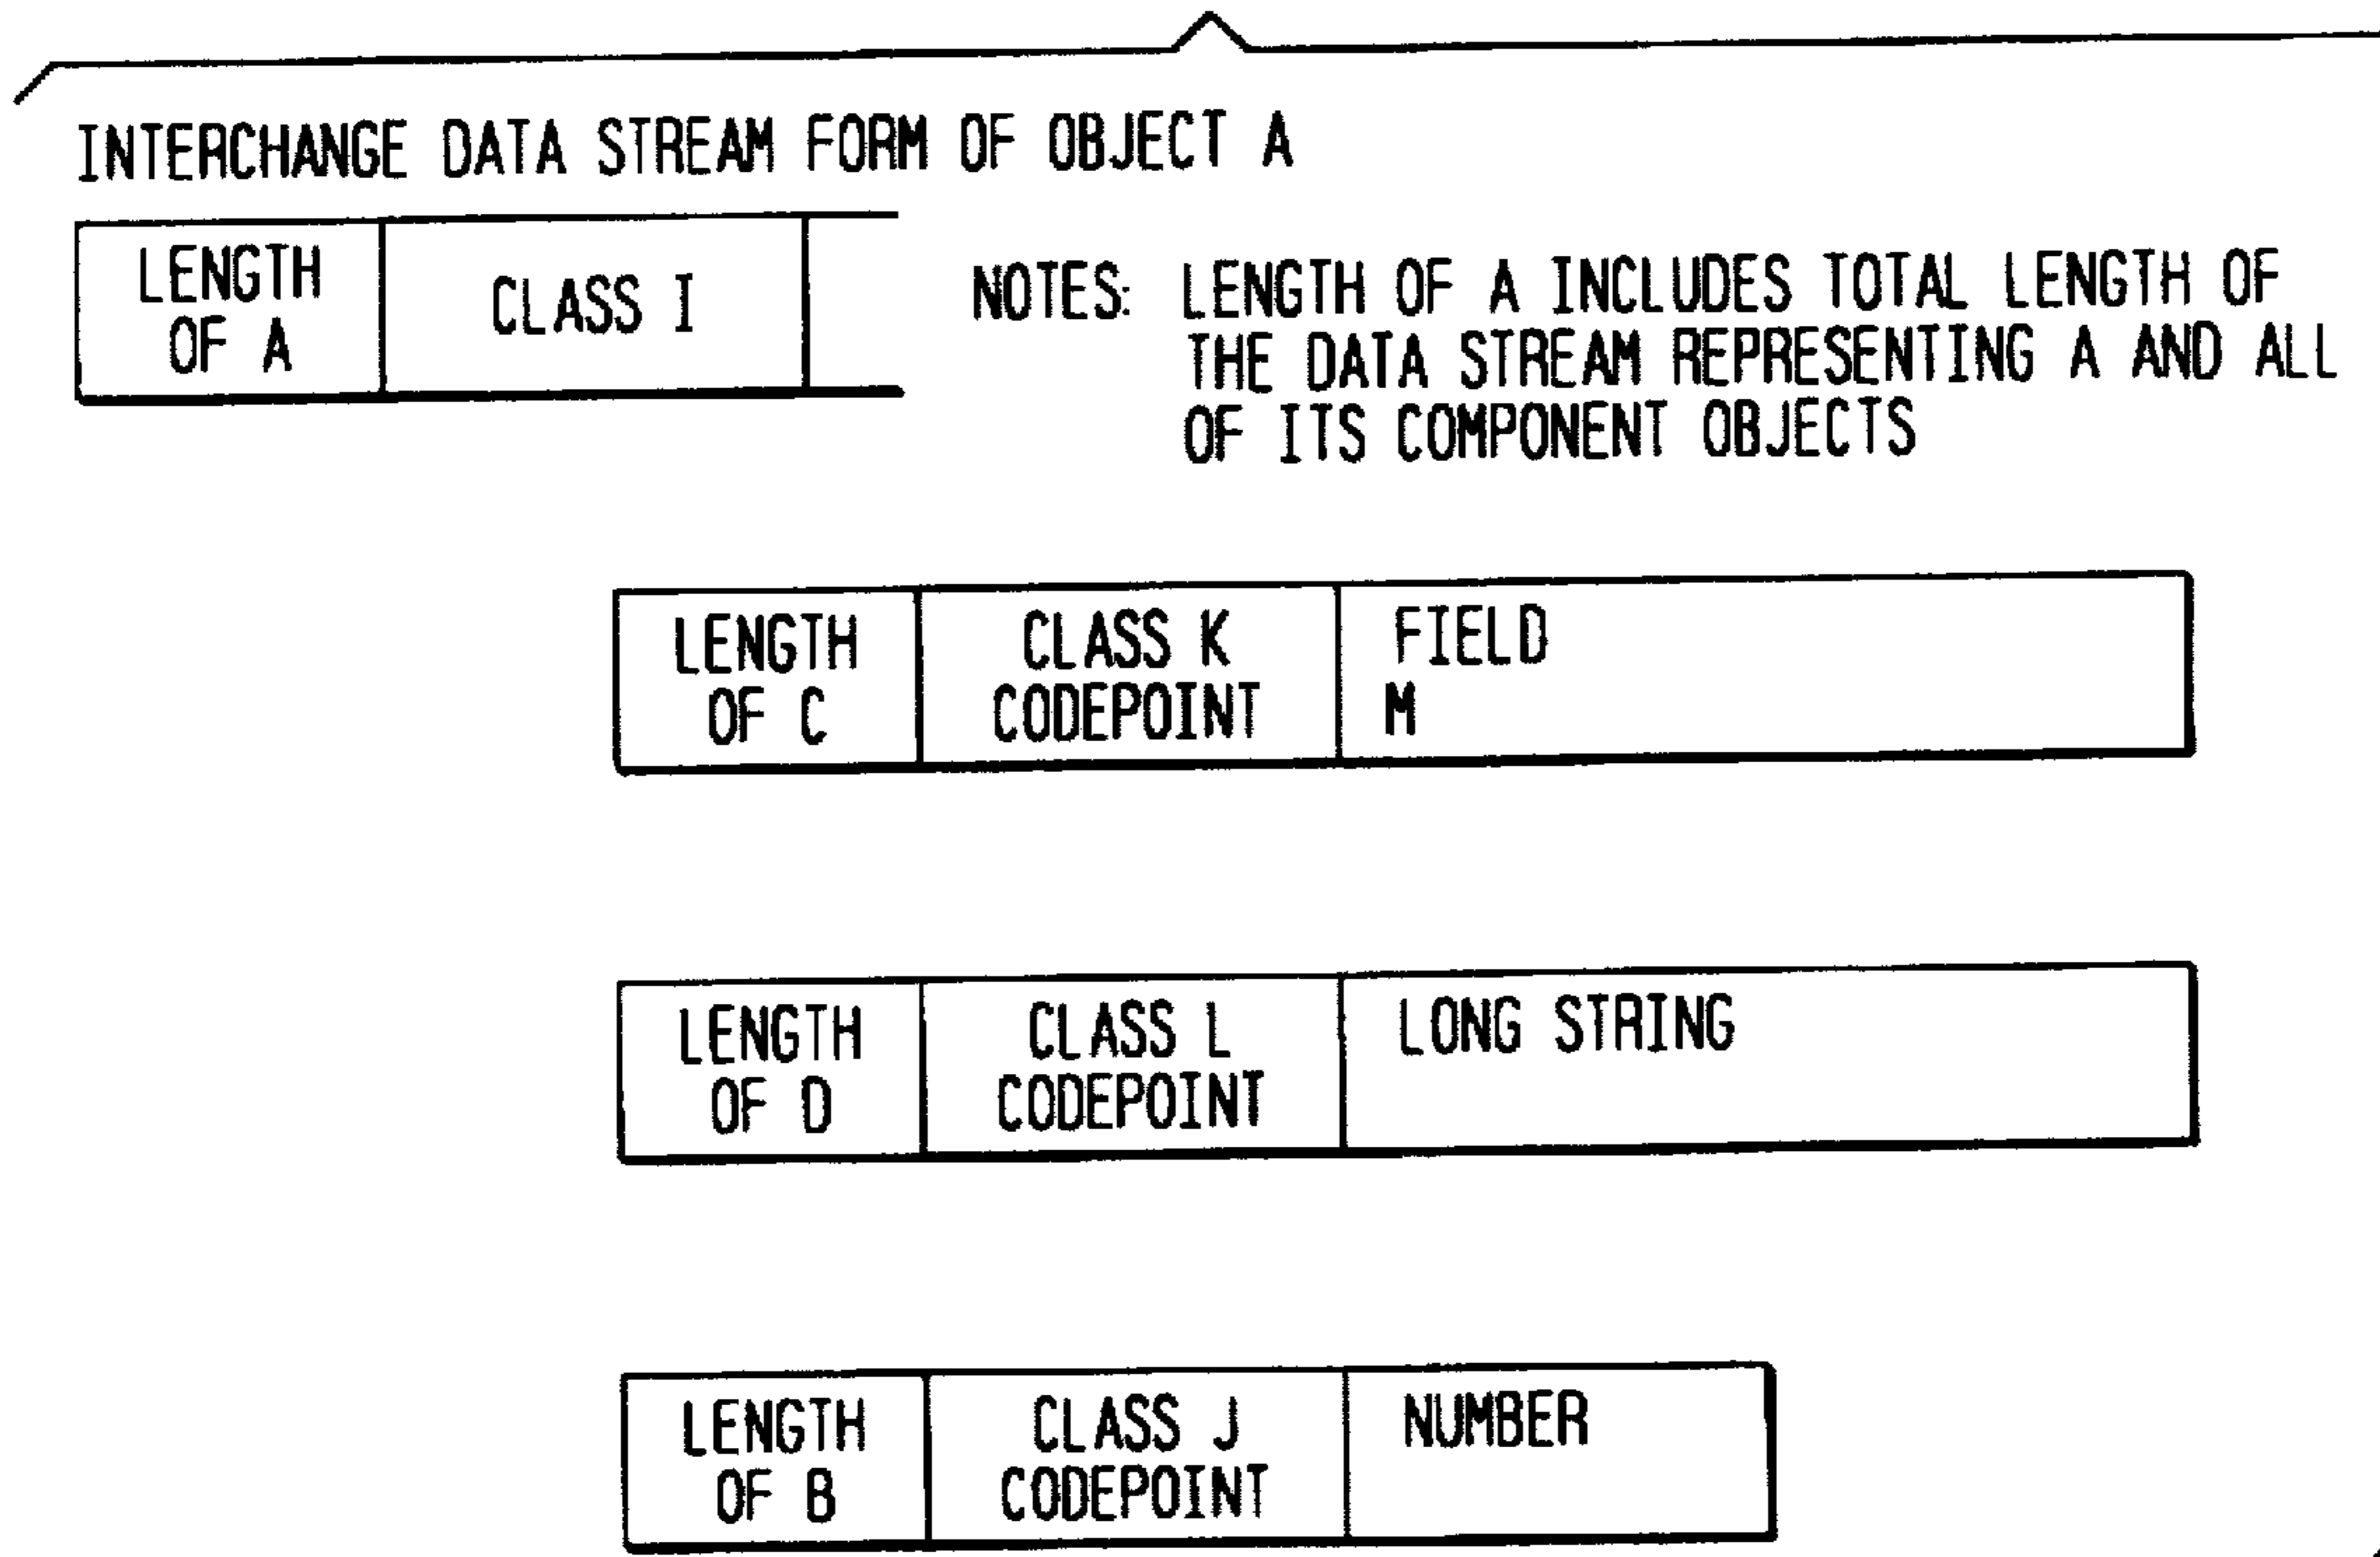 INTERCHANGE DATA STREAM FORM OF OBJECT A
LENGTH
OF A
CLASS I
NOTES: LENGTH OF A INCLUDES TOTAL LENGTH OF
THE DATA STREAM REPRESENTING A AND ALL
OF ITS COMPONENT OBJECTS
LENGTH
OF C
CLASS K
CODEPOINT
FIELD
M
LENGTH
OF D
CLASS L
CODEPOINT
LONG STRING
LENGTH
OF B
CLASS J
CODEPOINT
NUMBER